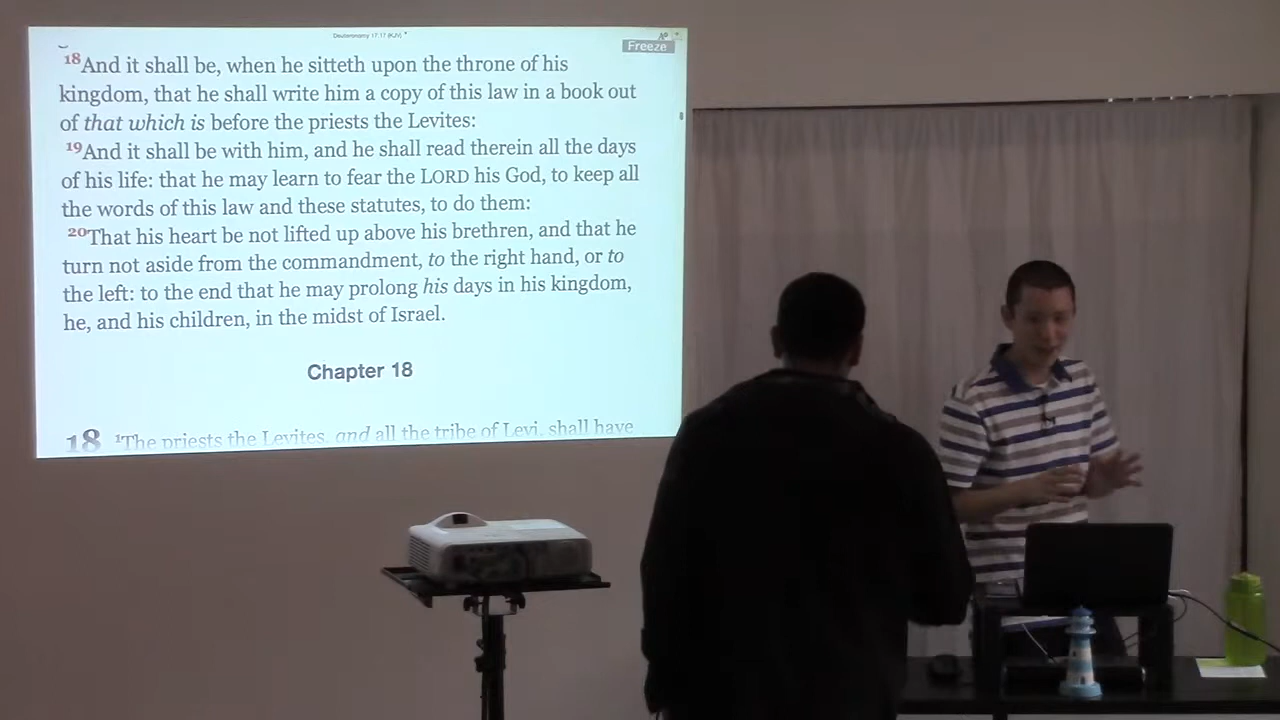 Deuteronomy 17:17 (KJV)
Freeze
18And it shall be, when he sitteth upon the throne of his
kingdom, that he shall write him a copy of this law in a book out
of that which is before the priests the Levites:
19And it shall be with him, and he shall read therein all the days
of his life: that he may learn to fear the LORD his God, to keep all
the words of this law and these statutes, to do them:
20That his heart be not lifted up above his brethren, and that he
turn not aside from the commandment, to the right hand, or to
the left: to the end that he may prolong his days in his kingdom,
he, and his children, in the midst of Israel.
Chapter 18
18 1The priests the Levites, and all the tribe of Levi, shall have